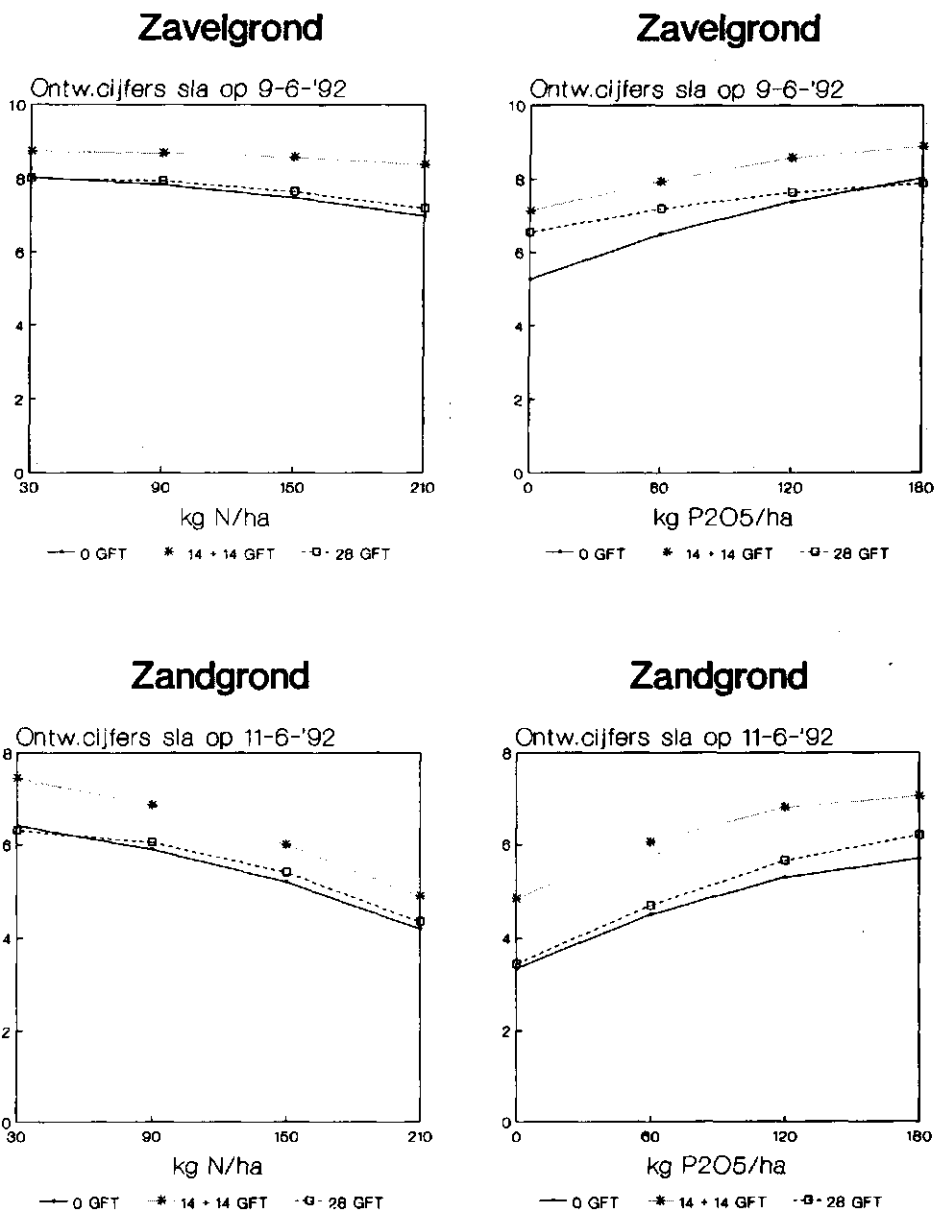 Zavelgrond
Ontw.cijfers sla op 9-6-'92
10
8
6
4
2
0
30 90 150 210
kg N/ha
0 GFT 14 + 14 GFT 28 GFT
Zavelgrond
Ontw.cijfers sla op 9-6-'92
10
8
6
4
2
0
0 60 120 180
kg P2O5/ha
0 GFT 14 + 14 GFT 28 GFT
Zandgrond
Ontw.cijfers sla op 11-6-'92
8
6
4
2
0
30 90 150 210
kg N/ha
0 GFT 14 + 14 GFT 28 GFT
Zandgrond
Ontw.cijfers sla op 11-6-'92
8
6
4
2
0
0 60 120 180
kg P2O5/ha
0 GFT 14 + 14 GFT 28 GFT